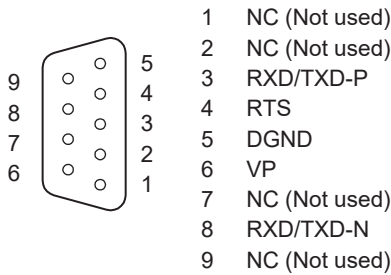 1 NC (Not used)
2 NC (Not used)
3 RXD/TXD-P
4 RTS
5 DGND
6 VP
7 NC (Not used)
8 RXD/TXD-N
9 NC (Not used)
5
9
4
8
3
7
2
6
1